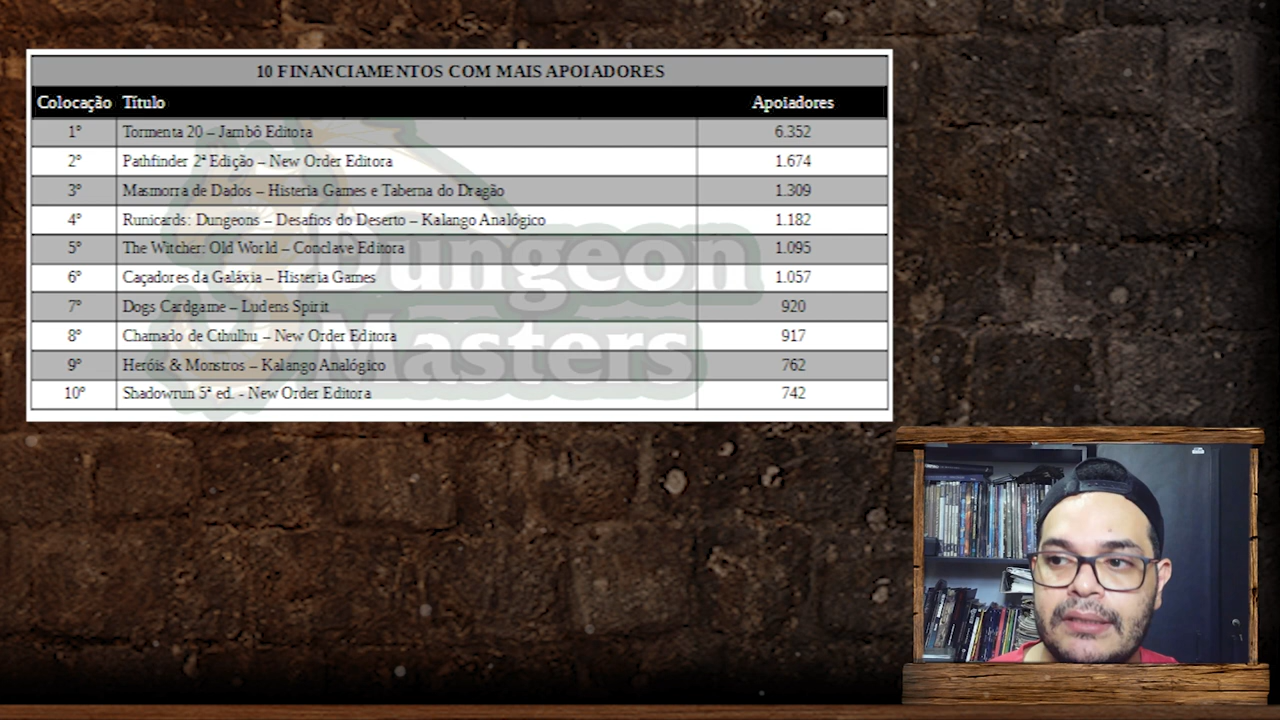 10 FINANCIAMENTOS COM MAIS APOIADORES
Colocação Título Apoiadores
1º Tormenta 20 – Jambô Editora 6.352
2º Pathfinder 2ª Edição – New Order Editora 1.674
3º Masmorra de Dados – Histeria Games e Taberna do Dragão 1.309
4º Runicards: Dungeons – Desafios do Deserto – Kalango Analógico 1.182
5º The Witcher: Old World – Conclave Editora 1.095
6º Caçadores da Galáxia – Histeria Games 1.057
7º Dogs Cardgame – Ludens Spirit 920
8º Chamado de Cthulhu – New Order Editora 917
9º Heróis & Monstros – Kalango Analógico 762
10º Shadowrun 5ª ed. - New Order Editora 742
Dungeon
Masters